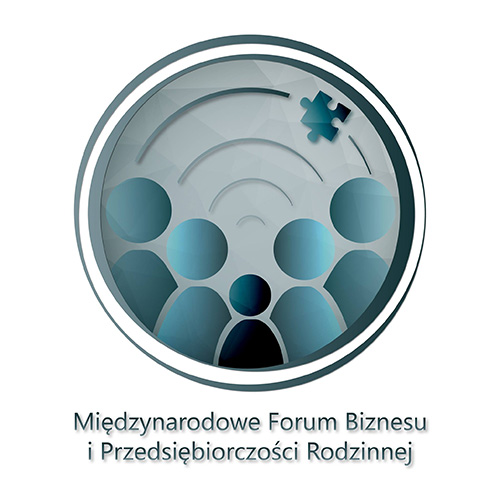 Międzynarodowe Forum Biznesu
i Przedsiębiorczości Rodzinnej